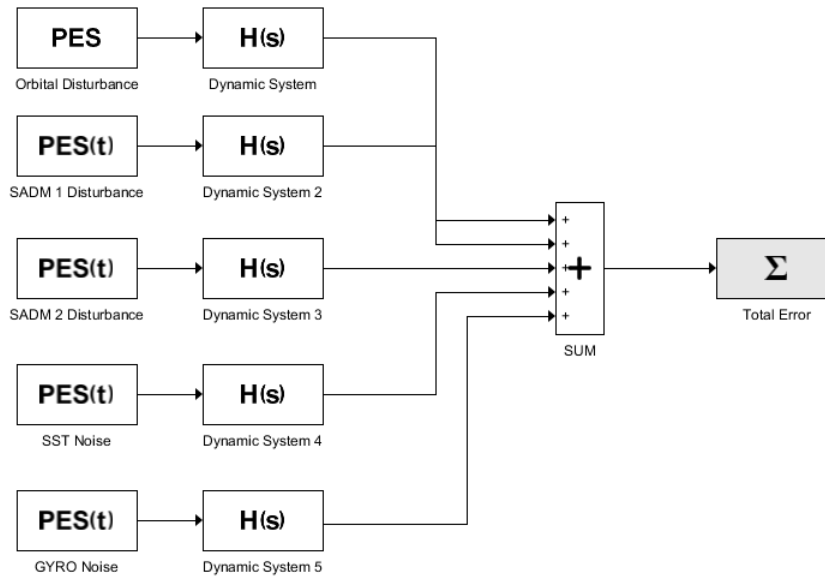 PES
H(s)
Orbital Disturbance
Dynamic System
PES(t)
H(s)
SADM 1 Disturbance
Dynamic System 2
+
+
+
+
+
+
SUM
PES(t)
H(s)
SADM 2 Disturbance
Dynamic System 3
Σ
Total Error
PES(t)
H(s)
SST Noise
Dynamic System 4
PES(t)
H(s)
GYRO Noise
Dynamic System 5